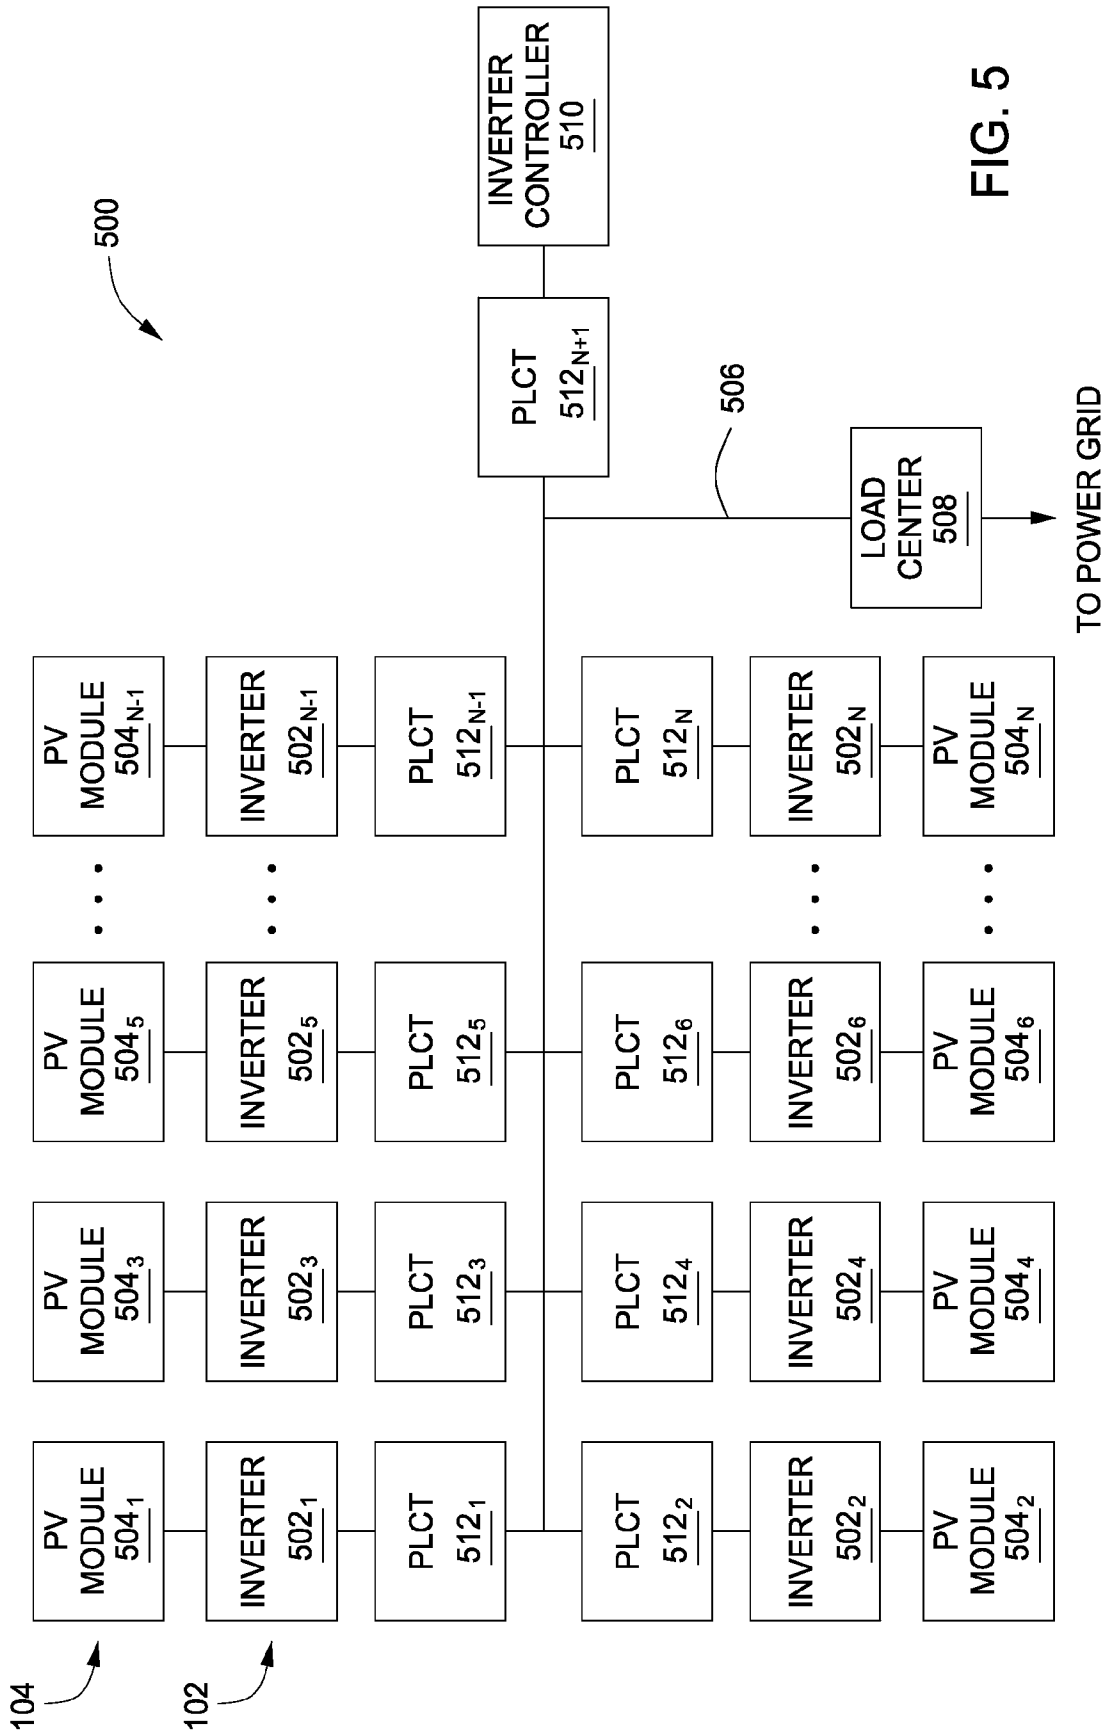 104
PV
MODULE
504₁
PV
MODULE
504₃
PV
MODULE
504₅
• • •
PV
MODULE
504N-1
500
102
INVERTER
502₁
INVERTER
502₃
INVERTER
502₅
• • •
INVERTER
502N-1
PLCT
512₁
PLCT
512₃
PLCT
512₅
PLCT
512N-1
PLCT
512N+1
INVERTER
CONTROLLER
510
PLCT
512₂
PLCT
512₄
PLCT
512₆
PLCT
512N
506
INVERTER
502₂
INVERTER
502₄
INVERTER
502₆
• • •
INVERTER
502N
LOAD
CENTER
508
PV
MODULE
504₂
PV
MODULE
504₄
PV
MODULE
504₆
• • •
PV
MODULE
504N
TO POWER GRID
FIG. 5